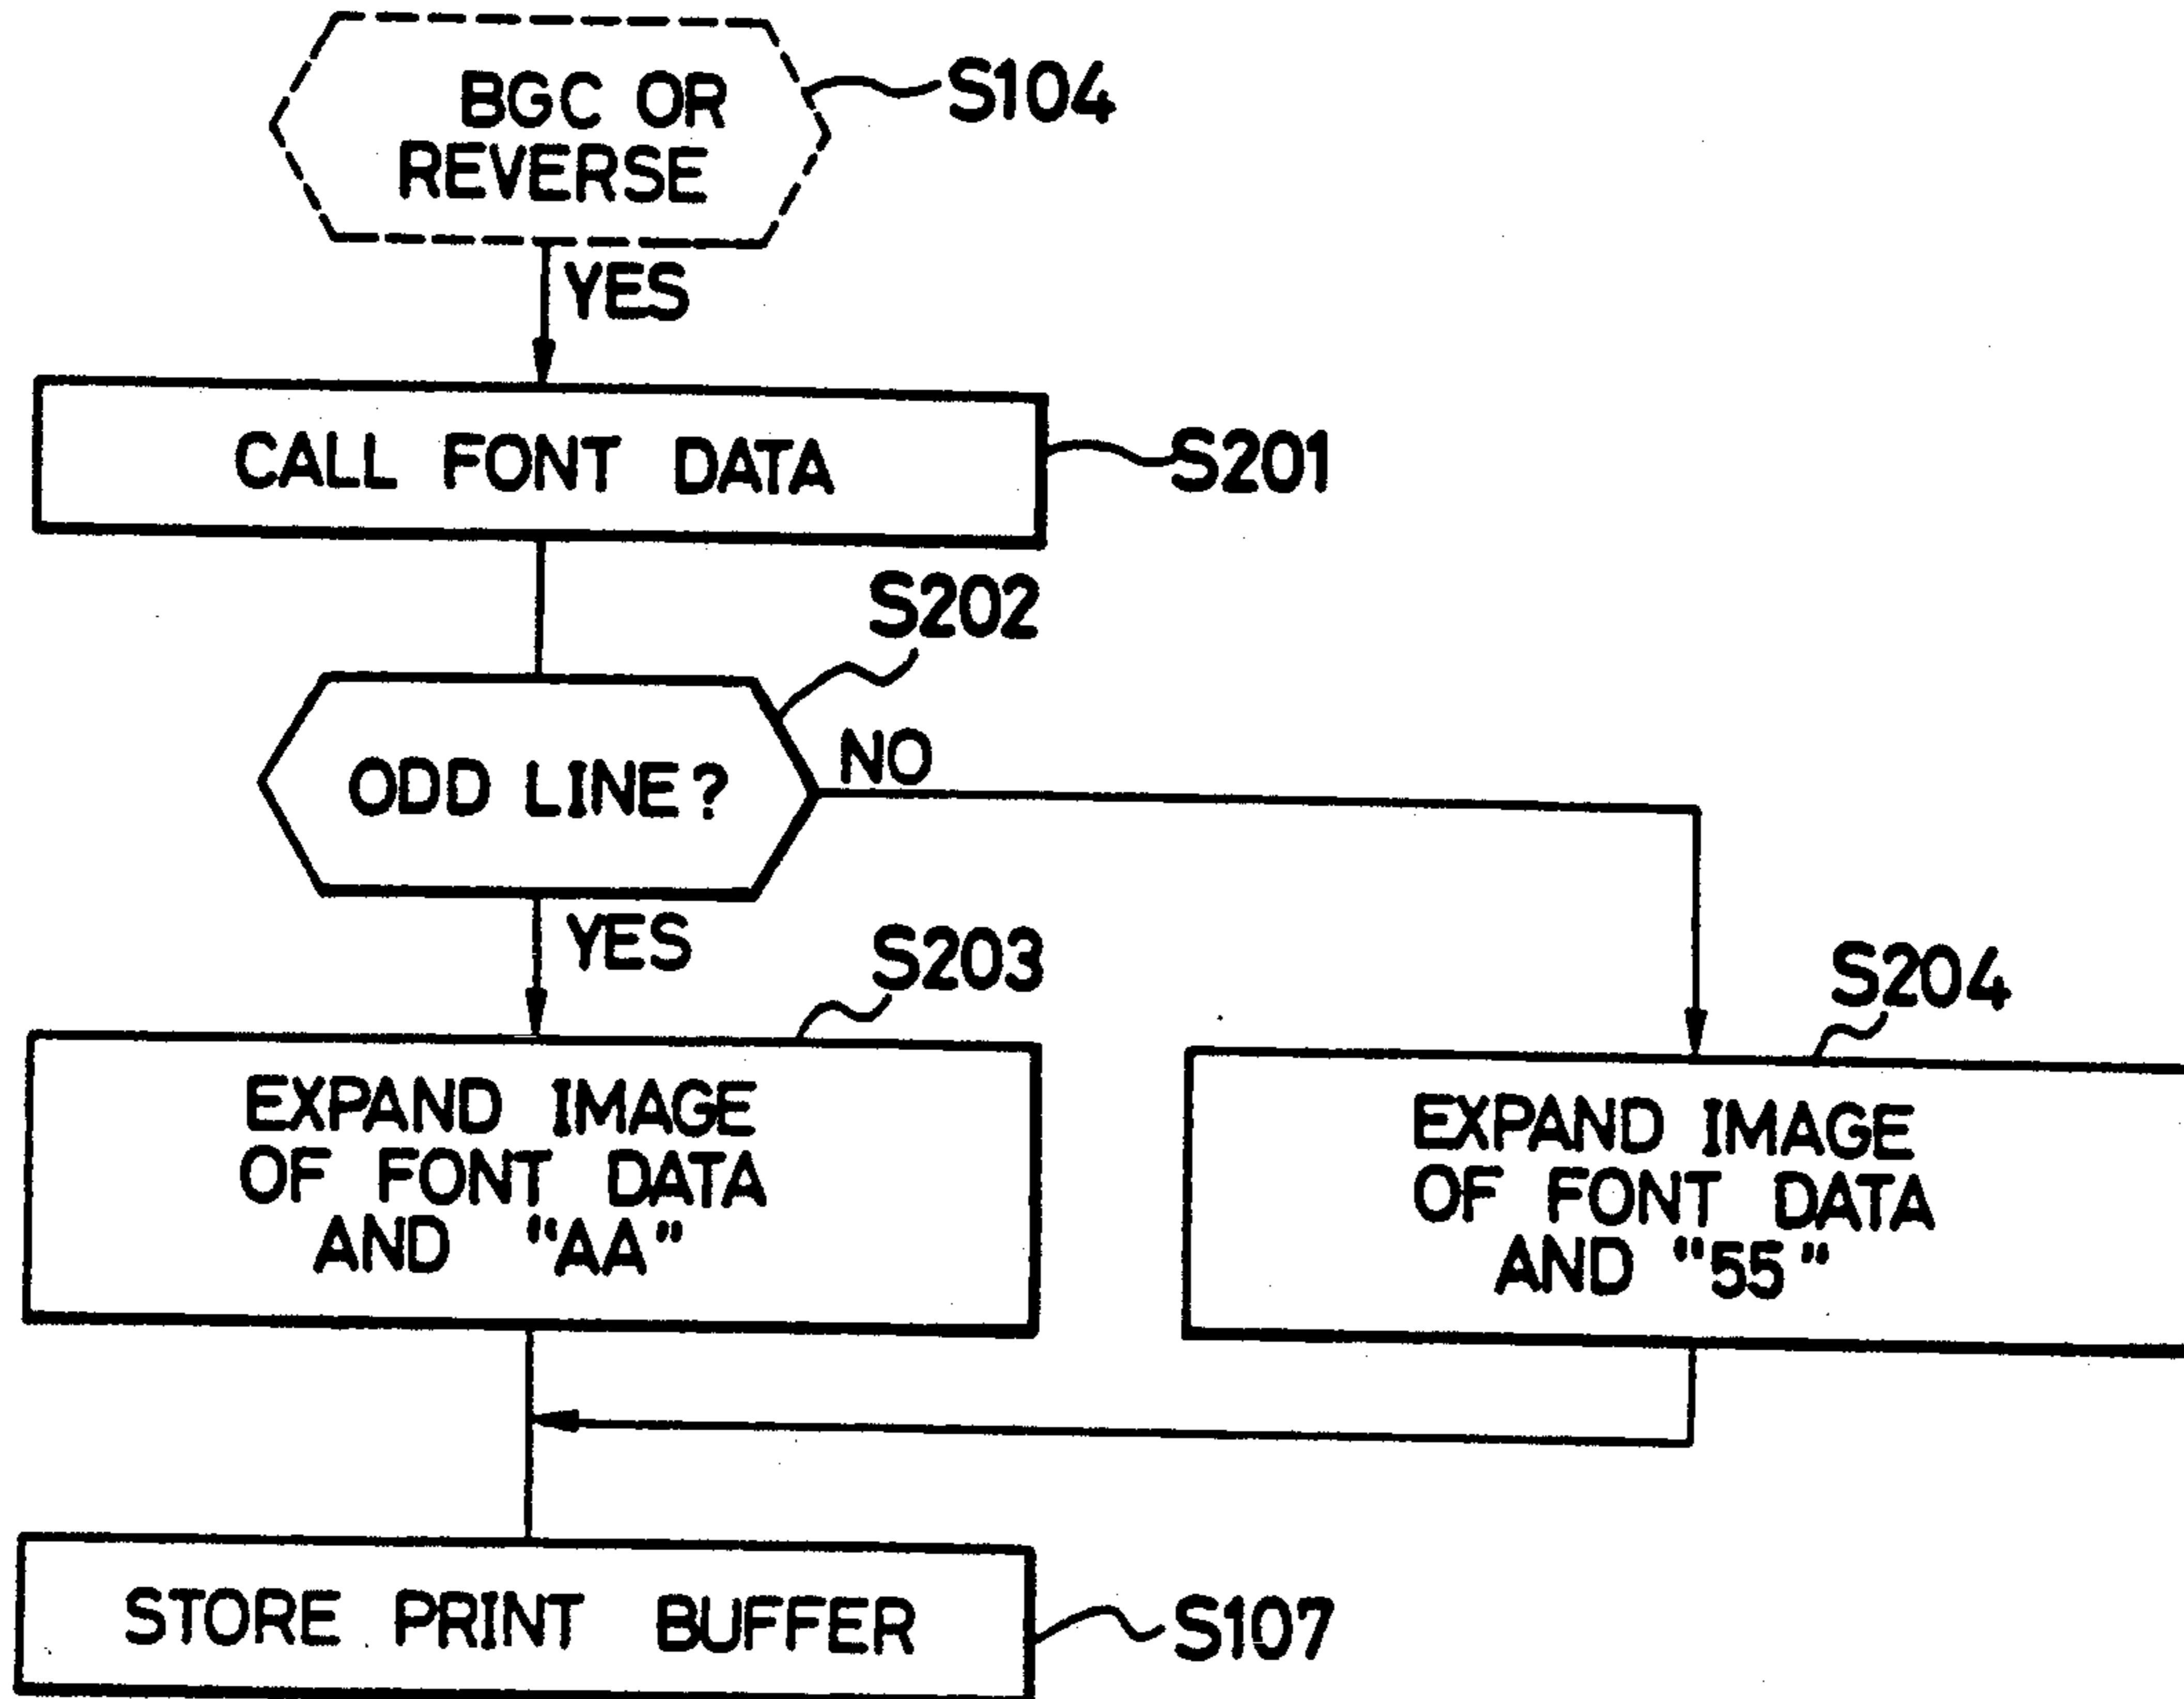 BGC OR
REVERSE
S104
YES
CALL FONT DATA
S201
S202
ODD LINE?
NO
YES
S203
S204
EXPAND IMAGE
OF FONT DATA
AND "AA"
EXPAND IMAGE
OF FONT DATA
AND "55"
STORE PRINT BUFFER
S107